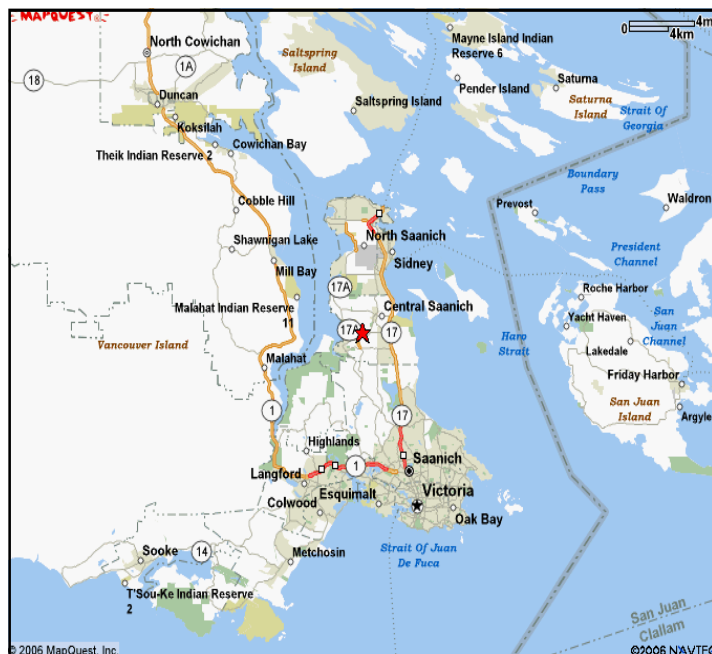 MAPQUEST
4m
0
4km
North Cowichan
1A
18
Duncan
Koksilah
Theik Indian Reserve 2
Cowichan Bay
Cobble Hill
Shawnigan Lake
Mill Bay
Malahat Indian Reserve
11
Malahat
Vancouver Island
Saltspring
Island
Saltspring Island
Mayne Island Indian
Reserve 6
Pender Island
Saturna
Saturna
Island
Strait Of
Georgia
Boundary
Pass
Prevost
Waldron
President
Channel
North Saanich
Sidney
17A
Central Saanich
17A
17
Roche Harbor
Yacht Haven
San
Juan
Channel
Lakedale
Haro
Strait
Friday Harbor
San Juan
Island
Argyle
1
17
Highlands
Saanich
Langford
1
Victoria
Colwood
Esquimalt
Oak Bay
Strait Of Juan
De Fuca
Sooke
14
Metchosin
T'Sou-Ke Indian Reserve
2
San Juan
Clallam
© 2006 MapQuest, Inc.
©2006 NAVTEQ